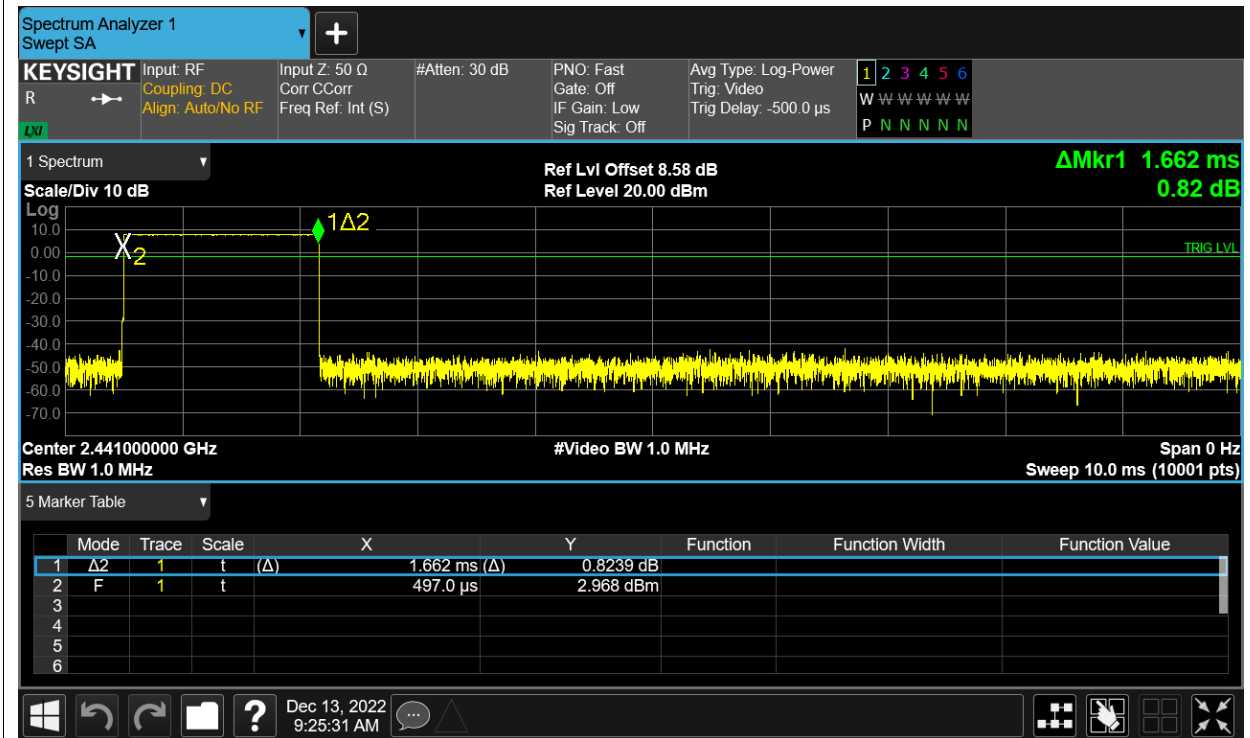 Spectrum Analyzer 1
Swept SA
KEYSIGHT
R
LXI
Input: RF
Coupling: DC
Align: Auto/No RF
Input Z: 50 Ω
Corr CCorr
Freq Ref: Int (S)
#Atten: 30 dB
PNO: Fast
Gate: Off
IF Gain: Low
Sig Track: Off
Avg Type: Log-Power
Trig: Video
Trig Delay: -500.0 µs
1 2 3 4 5 6
W W W W W W
P N N N N N
1 Spectrum
Scale/Div 10 dB
Ref Lvl Offset 8.58 dB
Ref Level 20.00 dBm
ΔMkr1 1.662 ms
0.82 dB
Log
10.0
0.00
-10.0
-20.0
-30.0
-40.0
-50.0
-60.0
-70.0
1Δ2
X2
TRIG LVL
Center 2.441000000 GHz
Res BW 1.0 MHz
#Video BW 1.0 MHz
Span 0 Hz
Sweep 10.0 ms (10001 pts)
5 Marker Table
Mode Trace Scale X Y Function Function Width Function Value
1 Δ2 1 t (Δ) 1.662 ms (Δ) 0.8239 dB
2 F 1 t 497.0 µs 2.968 dBm
3
4
5
6
?
Dec 13, 2022
9:25:31 AM